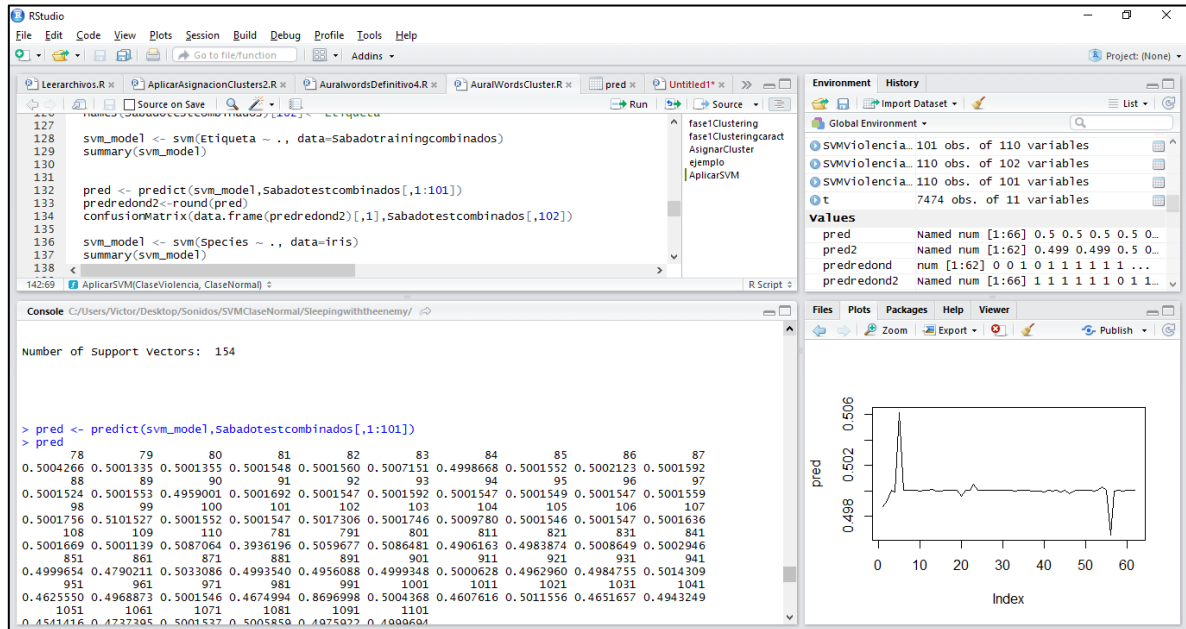 RStudio
File Edit Code View Plots Session Build Debug Profile Tools Help
Go to file/function
Addins
Project: (None)
Leerarchivos.R
AplicarAsignacionClusters2.R
AuralwordsDefinitivo4.R
AuralWordsCluster.R
pred
Untitled1*
Source on Save
Run
Source
126 names(Sabadotestcombinados)[102]<- Etiqueta
127
128 svm_model <- svm(Etiqueta ~ ., data=Sabadotrainingcombinados)
129 summary(svm_model)
130
131
132 pred <- predict(svm_model,Sabadotestcombinados[,1:101])
133 predredond2<-round(pred)
134 confusionMatrix(data.frame(predredond2)[,1],Sabadotestcombinados[,102])
135
136 svm_model <- svm(Species ~ ., data=iris)
137 summary(svm_model)
138
fase1Clustering
fase1Clusteringcaract
AsignarCluster
ejemplo
AplicarSVM
142:69 AplicarSVM(ClaseViolencia, ClaseNormal)
R Script
Console C:/Users/Victor/Desktop/Sonidos/SVMClaseNormal/Sleepingwiththeenemy/
Number of Support Vectors: 154
> pred <- predict(svm_model,Sabadotestcombinados[,1:101])
> pred
78 79 80 81 82 83 84 85 86 87
0.5004266 0.5001335 0.5001355 0.5001548 0.5001560 0.5007151 0.4998668 0.5001552 0.5002123 0.5001592
88 89 90 91 92 93 94 95 96 97
0.5001524 0.5001553 0.4959001 0.5001692 0.5001547 0.5001592 0.5001547 0.5001549 0.5001547 0.5001559
98 99 100 101 102 103 104 105 106 107
0.5001756 0.5101527 0.5001552 0.5001547 0.5017306 0.5001746 0.5009780 0.5001546 0.5001547 0.5001636
108 109 110 781 791 801 811 821 831 841
0.5001669 0.5001139 0.5087064 0.3936196 0.5059677 0.5086481 0.4906163 0.4983874 0.5008649 0.5002946
851 861 871 881 891 901 911 921 931 941
0.4999654 0.4790211 0.5033086 0.4993540 0.4956088 0.4999348 0.5000628 0.4962960 0.4984755 0.5014309
951 961 971 981 991 1001 1011 1021 1031 1041
0.4625550 0.4968873 0.5001546 0.4674994 0.8696998 0.5004368 0.4607616 0.5011556 0.4651657 0.4943249
1051 1061 1071 1081 1091 1101
0.4541416 0.4737395 0.5001537 0.5005859 0.4975922 0.4999694
Environment History
Import Dataset
List
Global Environment
SVMViolencia… 101 obs. of 110 variables
SVMViolencia… 110 obs. of 102 variables
SVMViolencia… 110 obs. of 101 variables
t 7474 obs. of 11 variables
Values
pred Named num [1:66] 0.5 0.5 0.5 0.5 0…
pred2 Named num [1:62] 0.499 0.499 0.5 0…
predredond num [1:62] 0 0 1 0 1 1 1 1 1 1 ...
predredond2 Named num [1:66] 1 1 1 1 1 1 0 1 1…
Files Plots Packages Help Viewer
Zoom Export Publish
pred
0.506
0.502
0.498
0 10 20 30 40 50 60
Index